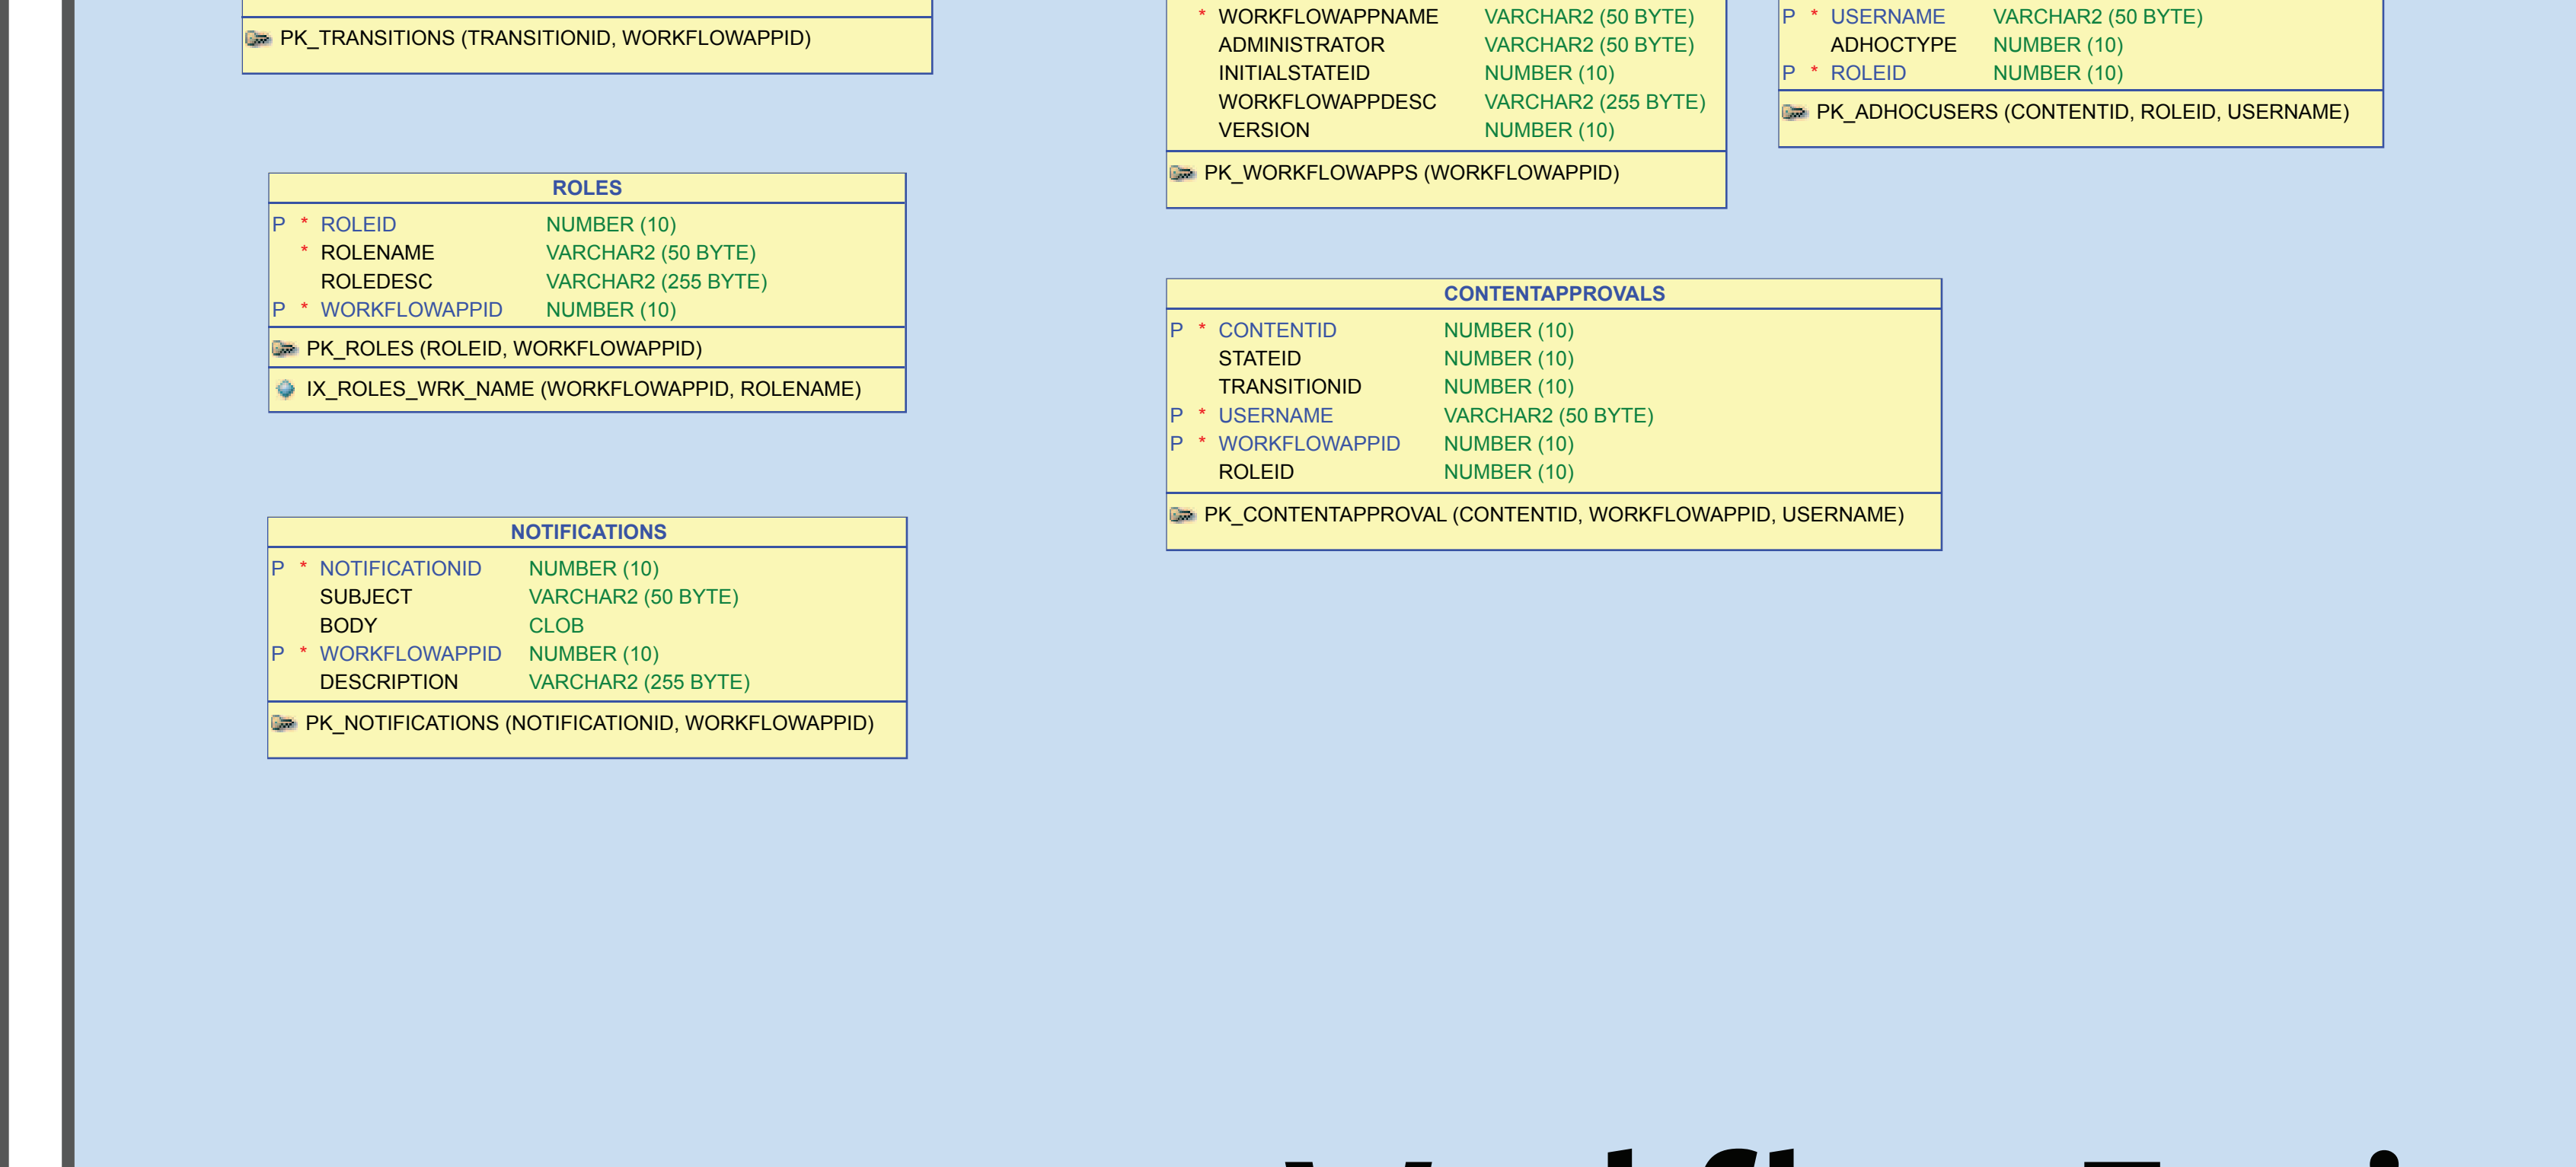 PK_TRANSITIONS (TRANSITIONID, WORKFLOWAPPID)
* WORKFLOWAPPNAME VARCHAR2 (50 BYTE)
ADMINISTRATOR VARCHAR2 (50 BYTE)
INITIALSTATEID NUMBER (10)
WORKFLOWAPPDESC VARCHAR2 (255 BYTE)
VERSION NUMBER (10)
PK_WORKFLOWAPPS (WORKFLOWAPPID)
P * USERNAME VARCHAR2 (50 BYTE)
ADHOCTYPE NUMBER (10)
P * ROLEID NUMBER (10)
PK_ADHOCUSERS (CONTENTID, ROLEID, USERNAME)
ROLES
P * ROLEID NUMBER (10)
* ROLENAME VARCHAR2 (50 BYTE)
ROLEDESC VARCHAR2 (255 BYTE)
P * WORKFLOWAPPID NUMBER (10)
PK_ROLES (ROLEID, WORKFLOWAPPID)
IX_ROLES_WRK_NAME (WORKFLOWAPPID, ROLENAME)
CONTENTAPPROVALS
P * CONTENTID NUMBER (10)
STATEID NUMBER (10)
TRANSITIONID NUMBER (10)
P * USERNAME VARCHAR2 (50 BYTE)
P * WORKFLOWAPPID NUMBER (10)
ROLEID NUMBER (10)
PK_CONTENTAPPROVAL (CONTENTID, WORKFLOWAPPID, USERNAME)
NOTIFICATIONS
P * NOTIFICATIONID NUMBER (10)
SUBJECT VARCHAR2 (50 BYTE)
BODY CLOB
P * WORKFLOWAPPID NUMBER (10)
DESCRIPTION VARCHAR2 (255 BYTE)
PK_NOTIFICATIONS (NOTIFICATIONID, WORKFLOWAPPID)